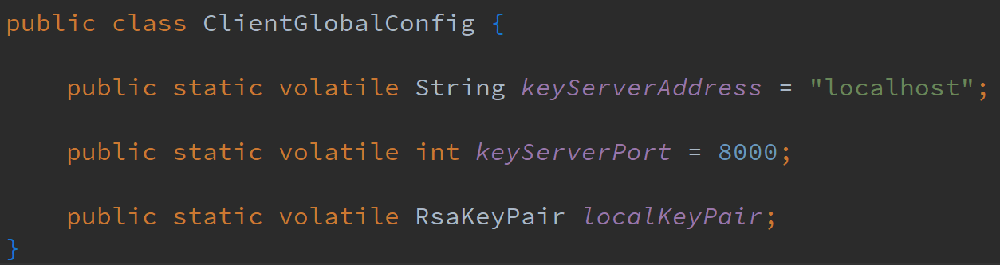 public class ClientGlobalConfig {
public static volatile String keyServerAddress = "localhost";
public static volatile int keyServerPort = 8000;
public static volatile RsaKeyPair localKeyPair;
}